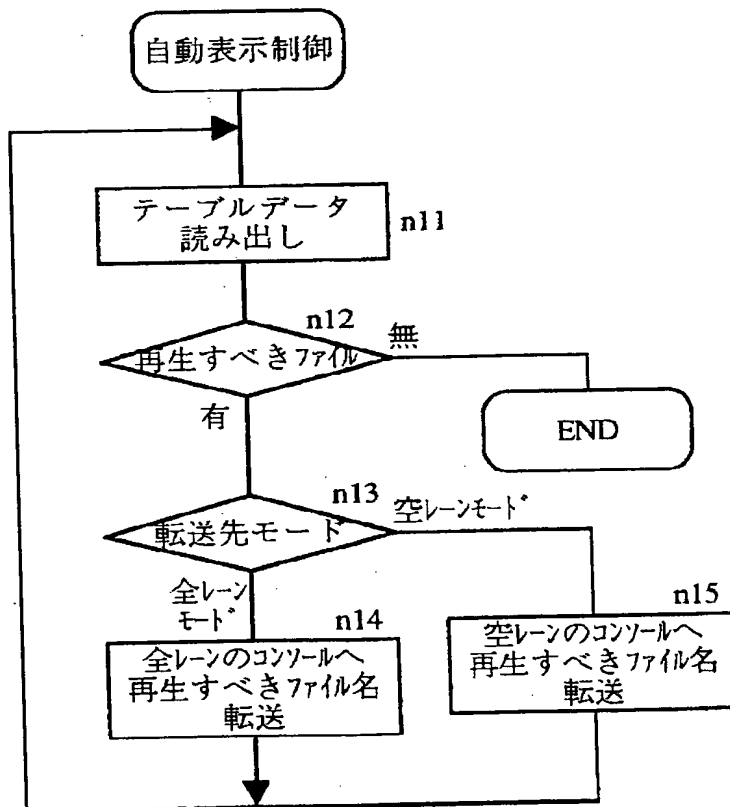 自動表示制御
テーブルデータ
読み出し
n11
n12
再生すべきファイル
無
有
END
n13
転送先モード
空レーンモード
全レーン
モード
n14
全レーンのコンソールへ
再生すべきファイル名
転送
n15
空レーンのコンソールへ
再生すべきファイル名
転送